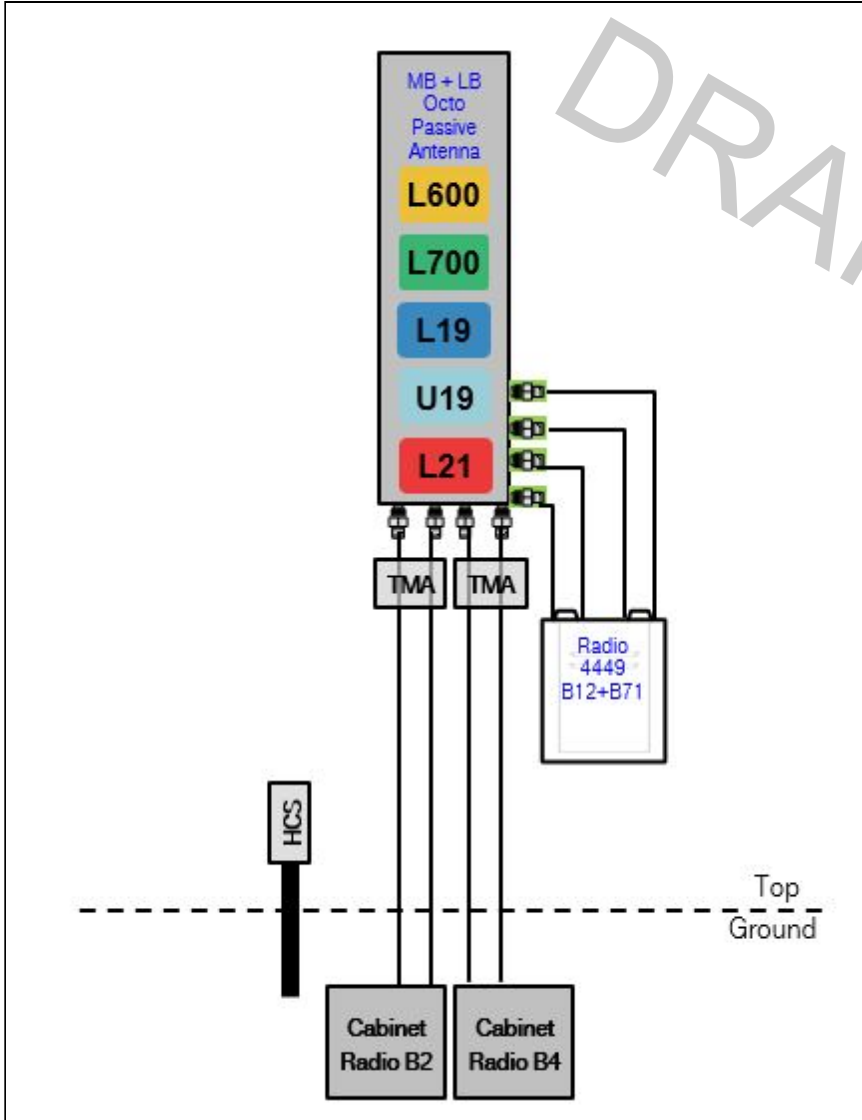 MB + LB
Octo
Passive
Antenna
L600
L700
L19
U19
L21
TMA TMA
Radio
4449
B12+B71
HCS
Top
Ground
Cabinet
Radio B2
Cabinet
Radio B4